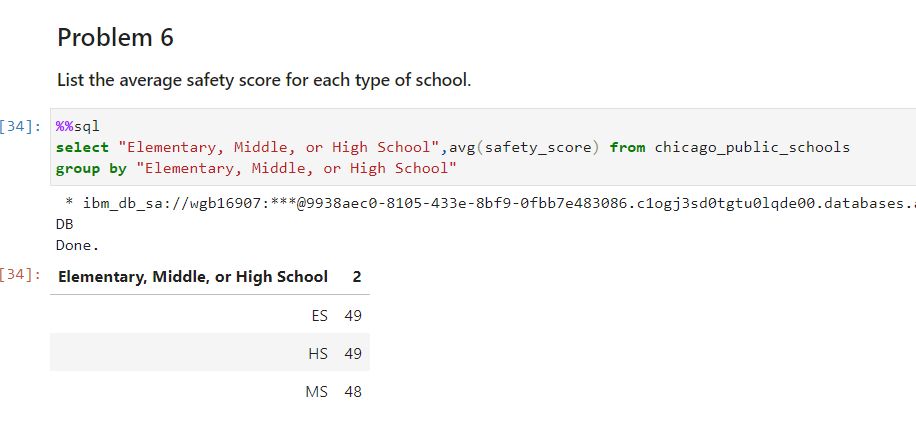 Problem 6
List the average safety score for each type of school.
[34]: %%sql
select "Elementary, Middle, or High School",avg(safety_score) from chicago_public_schools
group by "Elementary, Middle, or High School"
* ibm_db_sa://wgb16907:***@9938aec0-8105-433e-8bf9-0fbb7e483086.c1ogj3sd0tgtu0lqde00.databases.a
DB
Done.
[34]: Elementary, Middle, or High School 2
ES 49
HS 49
MS 48